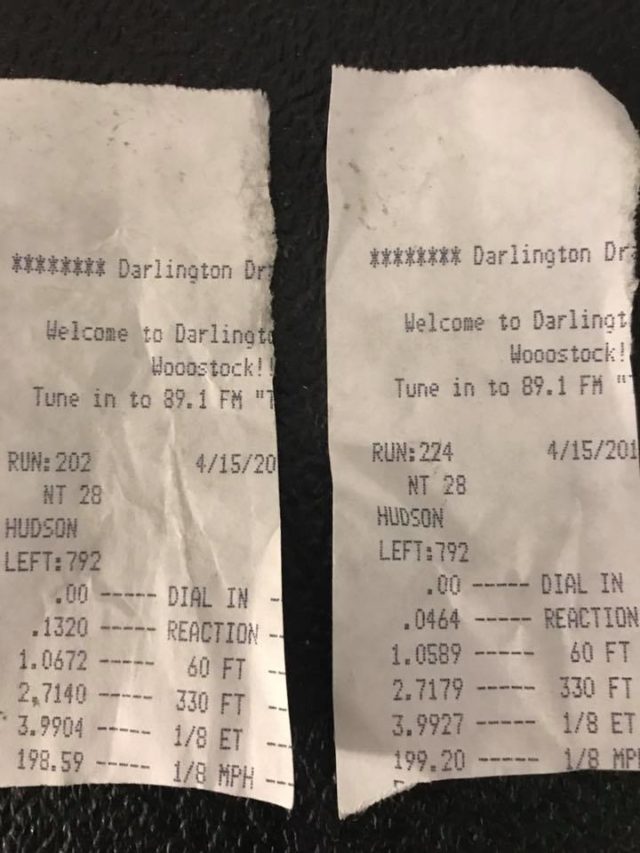 ******** Darlington Dr
Welcome to Darlingto
Wooostock!!
Tune in to 89.1 FM "T
RUN:202 4/15/20
NT 28
HUDSON
LEFT:792
.00 ----- DIAL IN -
.1320 ----- REACTION --
1.0672 ----- 60 FT --
2.7140 ----- 330 FT --
3.9904 ----- 1/8 ET ---
198.59 ----- 1/8 MPH ---
******** Darlington Dr
Welcome to Darlingt
Wooostock!
Tune in to 89.1 FM "T
RUN:224 4/15/201
NT 28
HUDSON
LEFT:792
.00 ----- DIAL IN
.0464 ----- REACTION
1.0589 ----- 60 FT
2.7179 ----- 330 FT
3.9927 ----- 1/8 ET
199.20 ----- 1/8 MP